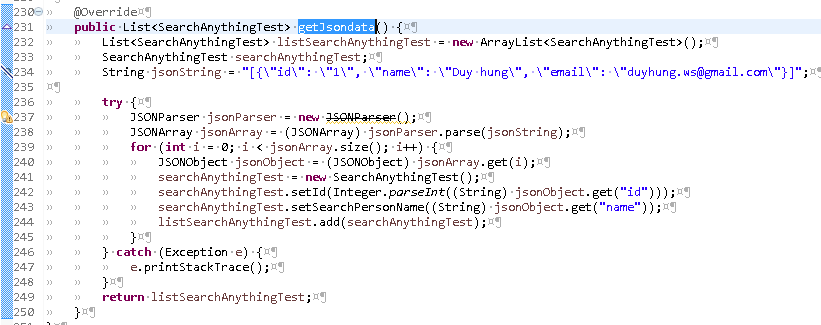 230 @Override
231 public List<SearchAnythingTest> getJsondata() {
232 List<SearchAnythingTest> listSearchAnythingTest = new ArrayList<SearchAnythingTest>();
233 SearchAnythingTest searchAnythingTest;
234 String jsonString = "[{\"id\": \"1\", \"name\": \"Duy hung\", \"email\": \"duyhung.ws@gmail.com\"}]";
235
236 try {
237 JSONParser jsonParser = new JSONParser();
238 JSONArray jsonArray = (JSONArray) jsonParser.parse(jsonString);
239 for (int i = 0; i < jsonArray.size(); i++) {
240 JSONObject jsonObject = (JSONObject) jsonArray.get(i);
241 searchAnythingTest = new SearchAnythingTest();
242 searchAnythingTest.setId(Integer.parseInt((String) jsonObject.get("id")));
243 searchAnythingTest.setSearchPersonName((String) jsonObject.get("name"));
244 listSearchAnythingTest.add(searchAnythingTest);
245 }
246 } catch (Exception e) {
247 e.printStackTrace();
248 }
249 return listSearchAnythingTest;
250 }